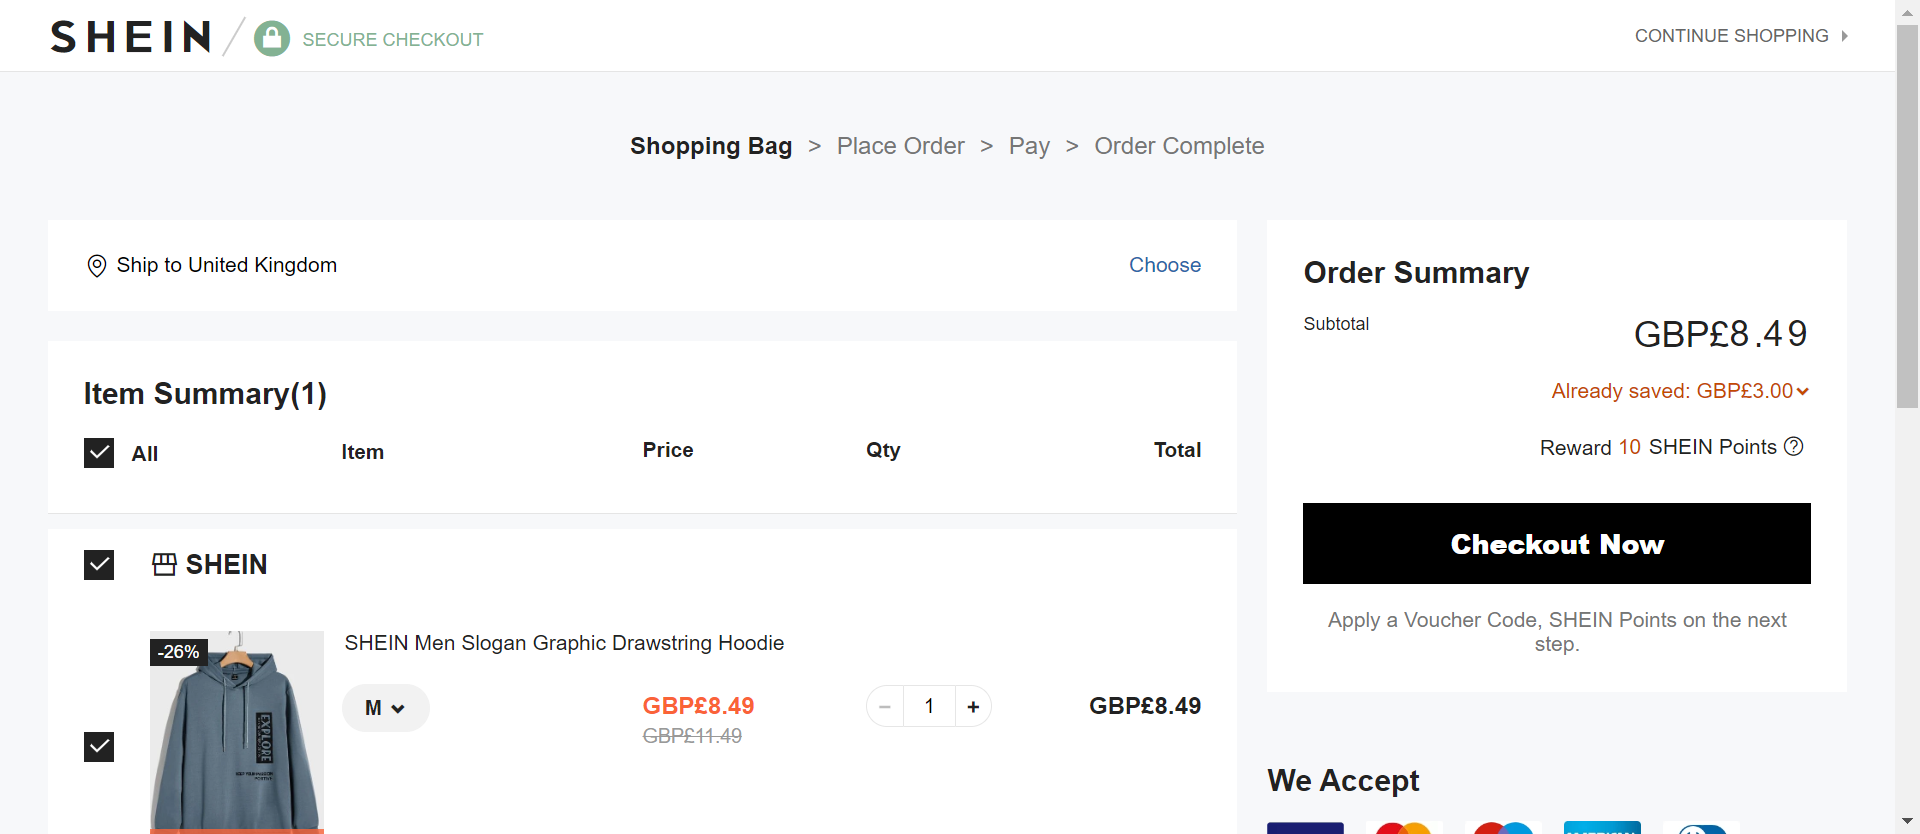 SHEIN
SECURE CHECKOUT
CONTINUE SHOPPING
Shopping Bag > Place Order > Pay > Order Complete
Ship to United Kingdom
Choose
Item Summary(1)
All
Item
Price
Qty
Total
SHEIN
-26%
EXPLORE
SHEIN Men Slogan Graphic Drawstring Hoodie
M
GBP£8.49
GBP£11.49
1
GBP£8.49
Order Summary
Subtotal
GBP£8.49
Already saved: GBP£3.00
Reward 10 SHEIN Points
Checkout Now
Apply a Voucher Code, SHEIN Points on the next
step.
We Accept